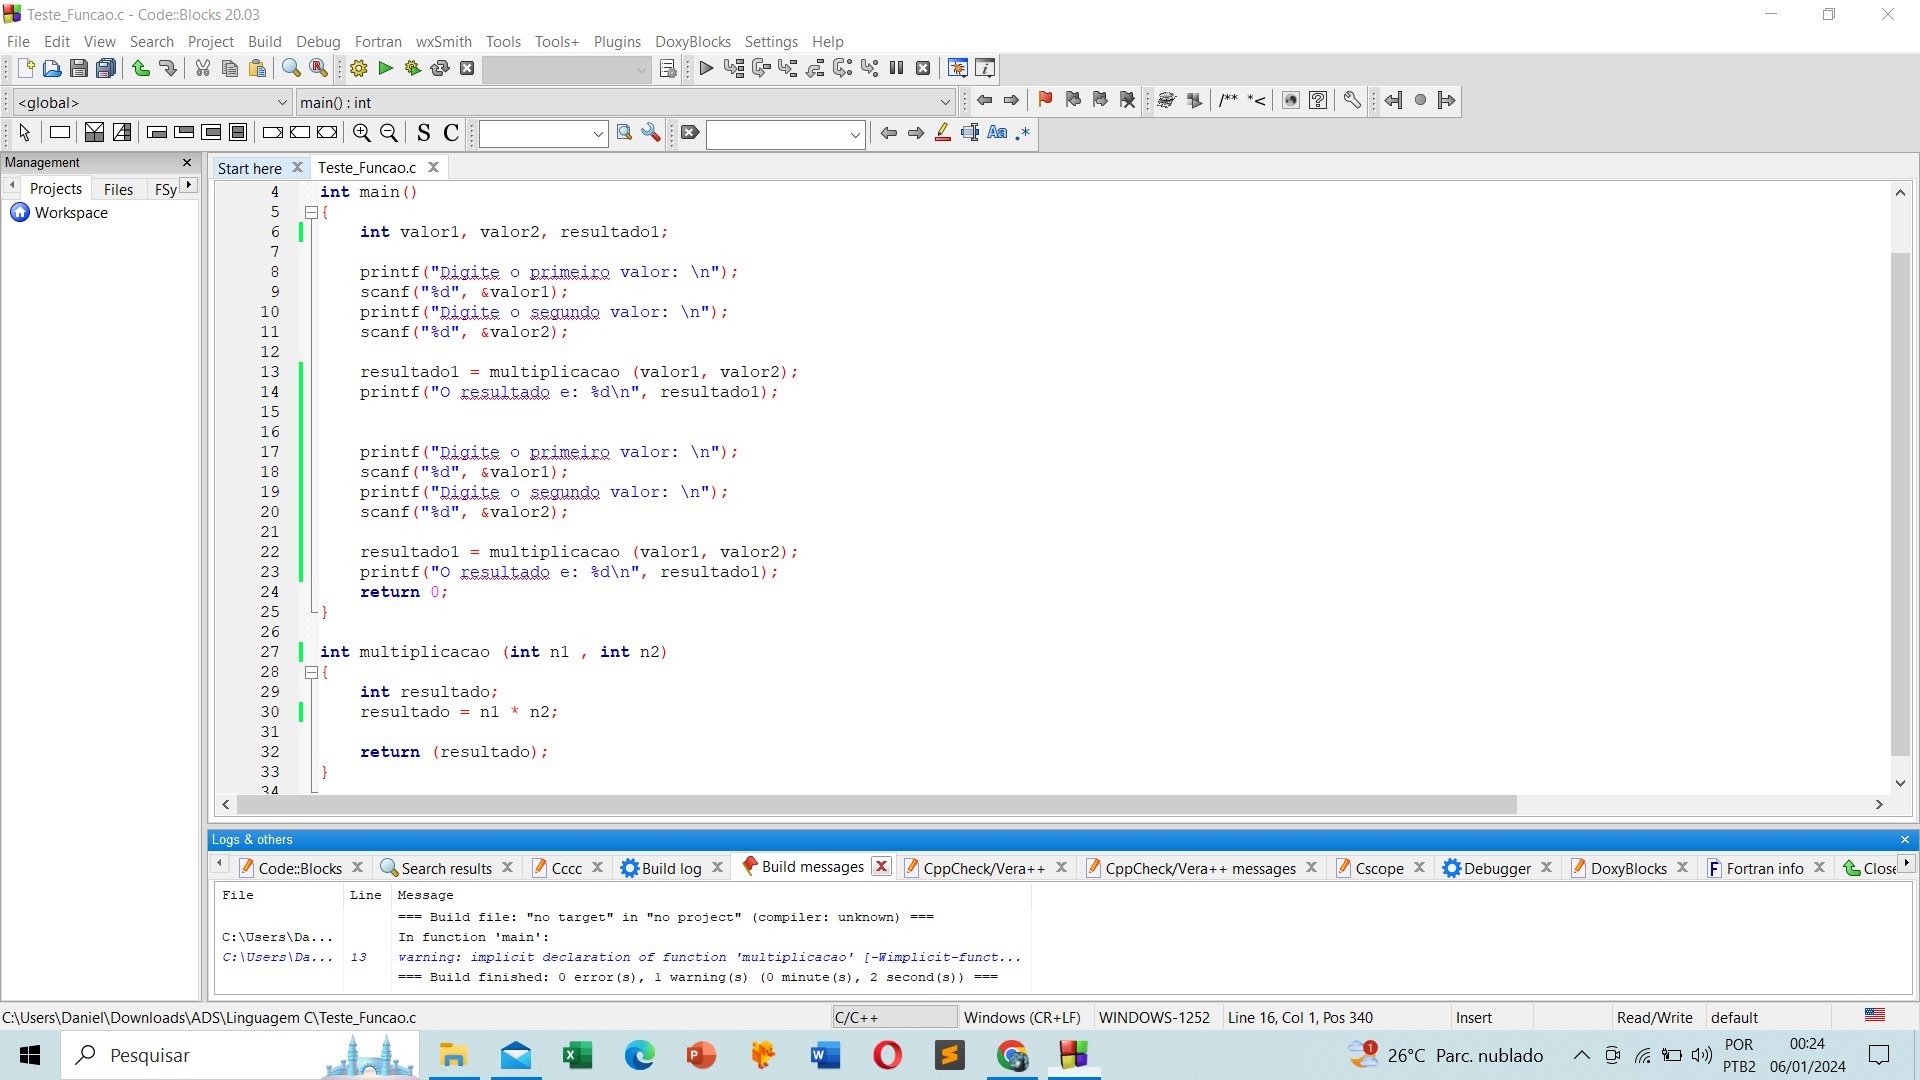 Teste_Funcao.c - Code::Blocks 20.03
File Edit View Search Project Build Debug Fortran wxSmith Tools Tools+ Plugins DoxyBlocks Settings Help
<global> main() : int
/** *<
S C Aa .*
Management
Start here Teste_Funcao.c
Projects Files FSy
Workspace
4 int main()
5 {
6 int valor1, valor2, resultado1;
7
8 printf("Digite o primeiro valor: \n");
9 scanf("%d", &valor1);
10 printf("Digite o segundo valor: \n");
11 scanf("%d", &valor2);
12
13 resultado1 = multiplicacao (valor1, valor2);
14 printf("O resultado e: %d\n", resultado1);
15
16
17 printf("Digite o primeiro valor: \n");
18 scanf("%d", &valor1);
19 printf("Digite o segundo valor: \n");
20 scanf("%d", &valor2);
21
22 resultado1 = multiplicacao (valor1, valor2);
23 printf("O resultado e: %d\n", resultado1);
24 return 0;
25 }
26
27 int multiplicacao (int n1 , int n2)
28 {
29 int resultado;
30 resultado = n1 * n2;
31
32 return (resultado);
33 }
34
Logs & others
Code::Blocks Search results Cccc Build log Build messages CppCheck/Vera++ CppCheck/Vera++ messages Cscope Debugger DoxyBlocks Fortran info Close
File Line Message
=== Build file: "no target" in "no project" (compiler: unknown) ===
C:\Users\Da... In function 'main':
C:\Users\Da... 13 warning: implicit declaration of function 'multiplicacao' [-Wimplicit-funct...
=== Build finished: 0 error(s), 1 warning(s) (0 minute(s), 2 second(s)) ===
C:\Users\Daniel\Downloads\ADS\Linguagem C\Teste_Funcao.c C/C++ Windows (CR+LF) WINDOWS-1252 Line 16, Col 1, Pos 340 Insert Read/Write default
Pesquisar 1 26°C Parc. nublado POR PTB2 00:24 06/01/2024